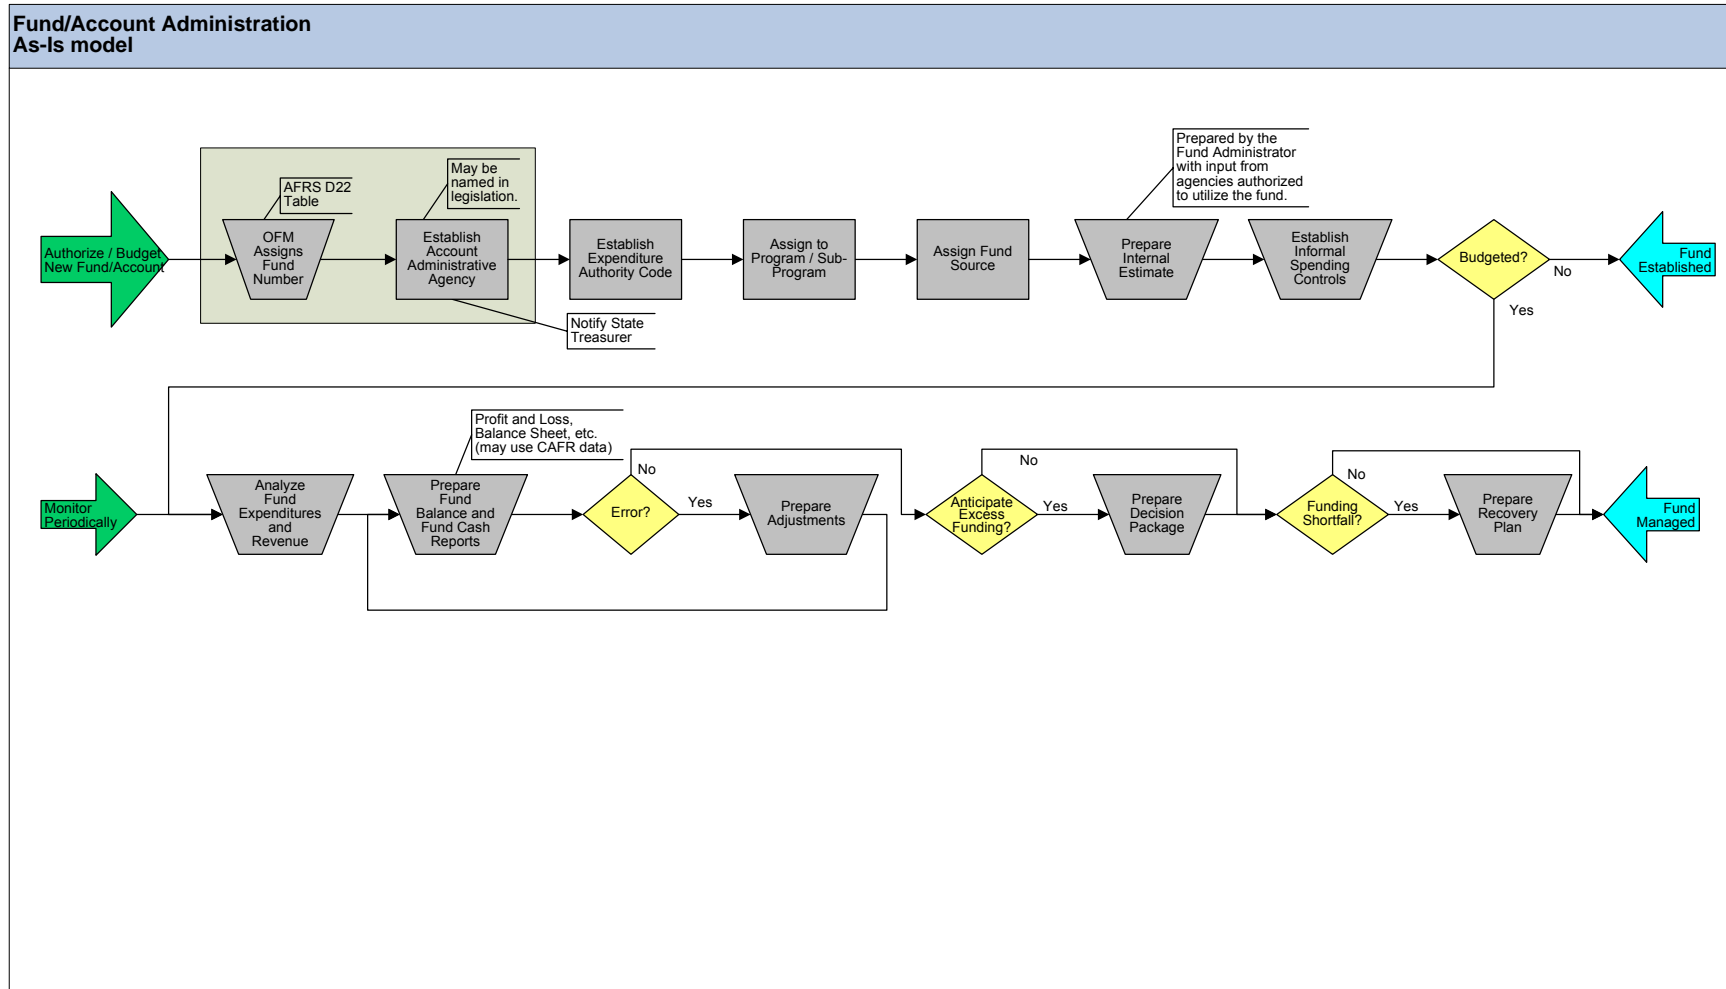 Fund/Account Administration
As-Is model
Authorize / Budget
New Fund/Account
AFRS D22
Table
OFM
Assigns
Fund
Number
May be
named in
legislation.
Establish
Account
Administrative
Agency
Notify State
Treasurer
Establish
Expenditure
Authority Code
Assign to
Program / Sub-
Program
Assign Fund
Source
Prepared by the
Fund Administrator
with input from
agencies authorized
to utilize the fund.
Prepare
Internal
Estimate
Establish
Informal
Spending
Controls
Budgeted?
No
Yes
Fund
Established
Monitor
Periodically
Analyze
Fund
Expenditures
and
Revenue
Profit and Loss,
Balance Sheet, etc.
(may use CAFR data)
Prepare
Fund
Balance and
Fund Cash
Reports
Error?
No
Yes
Prepare
Adjustments
Anticipate
Excess
Funding?
No
Yes
Prepare
Decision
Package
Funding
Shortfall?
No
Yes
Prepare
Recovery
Plan
Fund
Managed